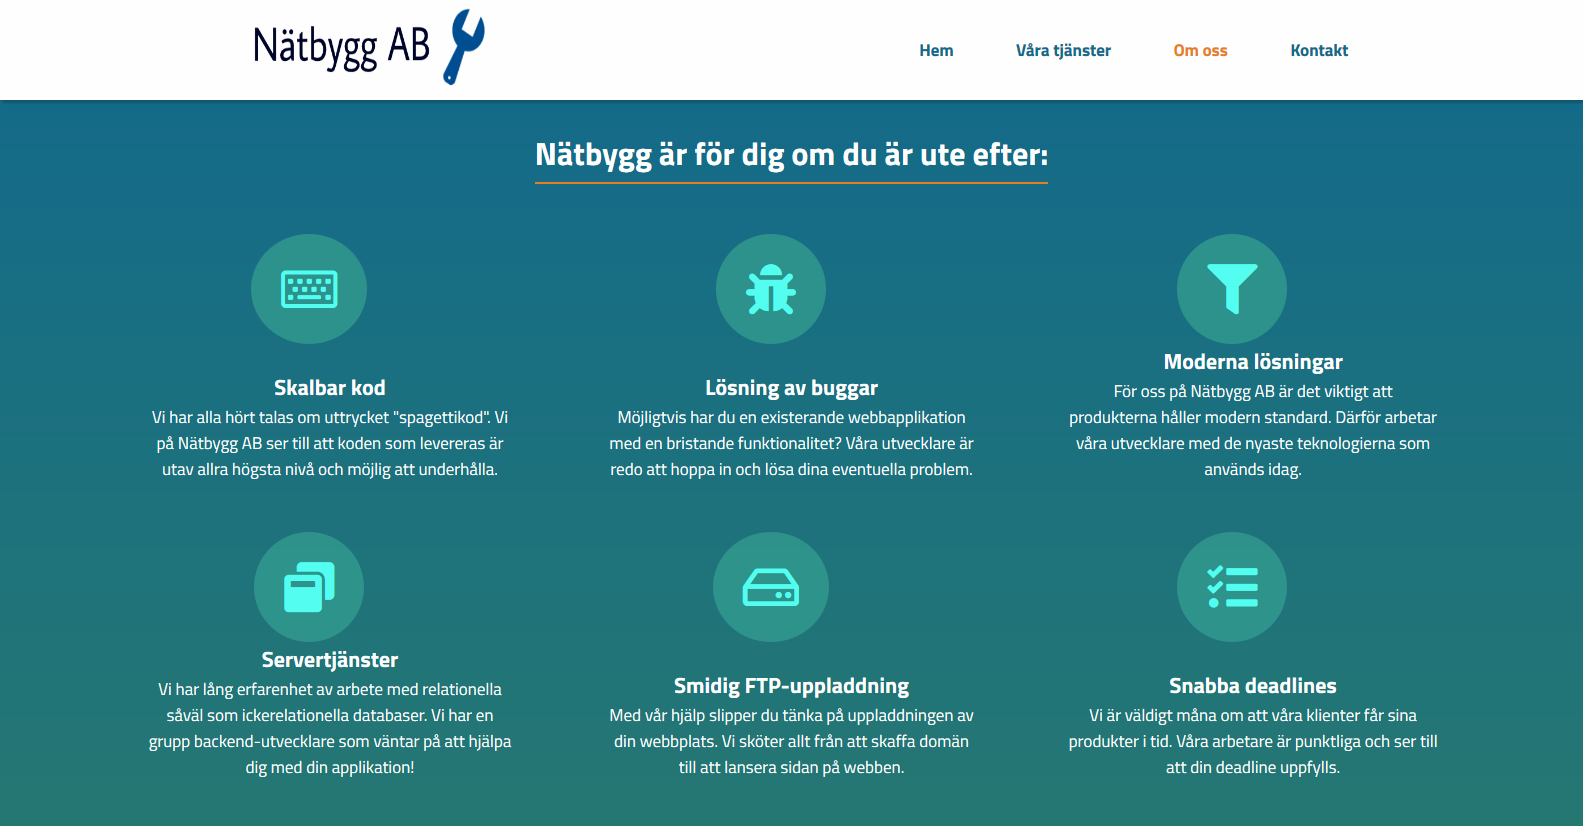 Nätbygg AB
Hem
Våra tjänster
Om oss
Kontakt
Nätbygg är för dig om du är ute efter:
Skalbar kod
Vi har alla hört talas om uttrycket "spagettikod". Vi
på Nätbygg AB ser till att koden som levereras är
utav allra högsta nivå och möjlig att underhålla.
Lösning av buggar
Möjligtvis har du en existerande webbapplikation
med en bristande funktionalitet? Våra utvecklare är
redo att hoppa in och lösa dina eventuella problem.
Moderna lösningar
För oss på Nätbygg AB är det viktigt att
produkterna håller modern standard. Därför arbetar
våra utvecklare med de nyaste teknologierna som
används idag.
Servertjänster
Vi har lång erfarenhet av arbete med relationella
såväl som ickerelationella databaser. Vi har en
grupp backend-utvecklare som väntar på att hjälpa
dig med din applikation!
Smidig FTP-uppladdning
Med vår hjälp slipper du tänka på uppladdningen av
din webbplats. Vi sköter allt från att skaffa domän
till att lansera sidan på webben.
Snabba deadlines
Vi är väldigt måna om att våra klienter får sina
produkter i tid. Våra arbetare är punktliga och ser till
att din deadline uppfylls.